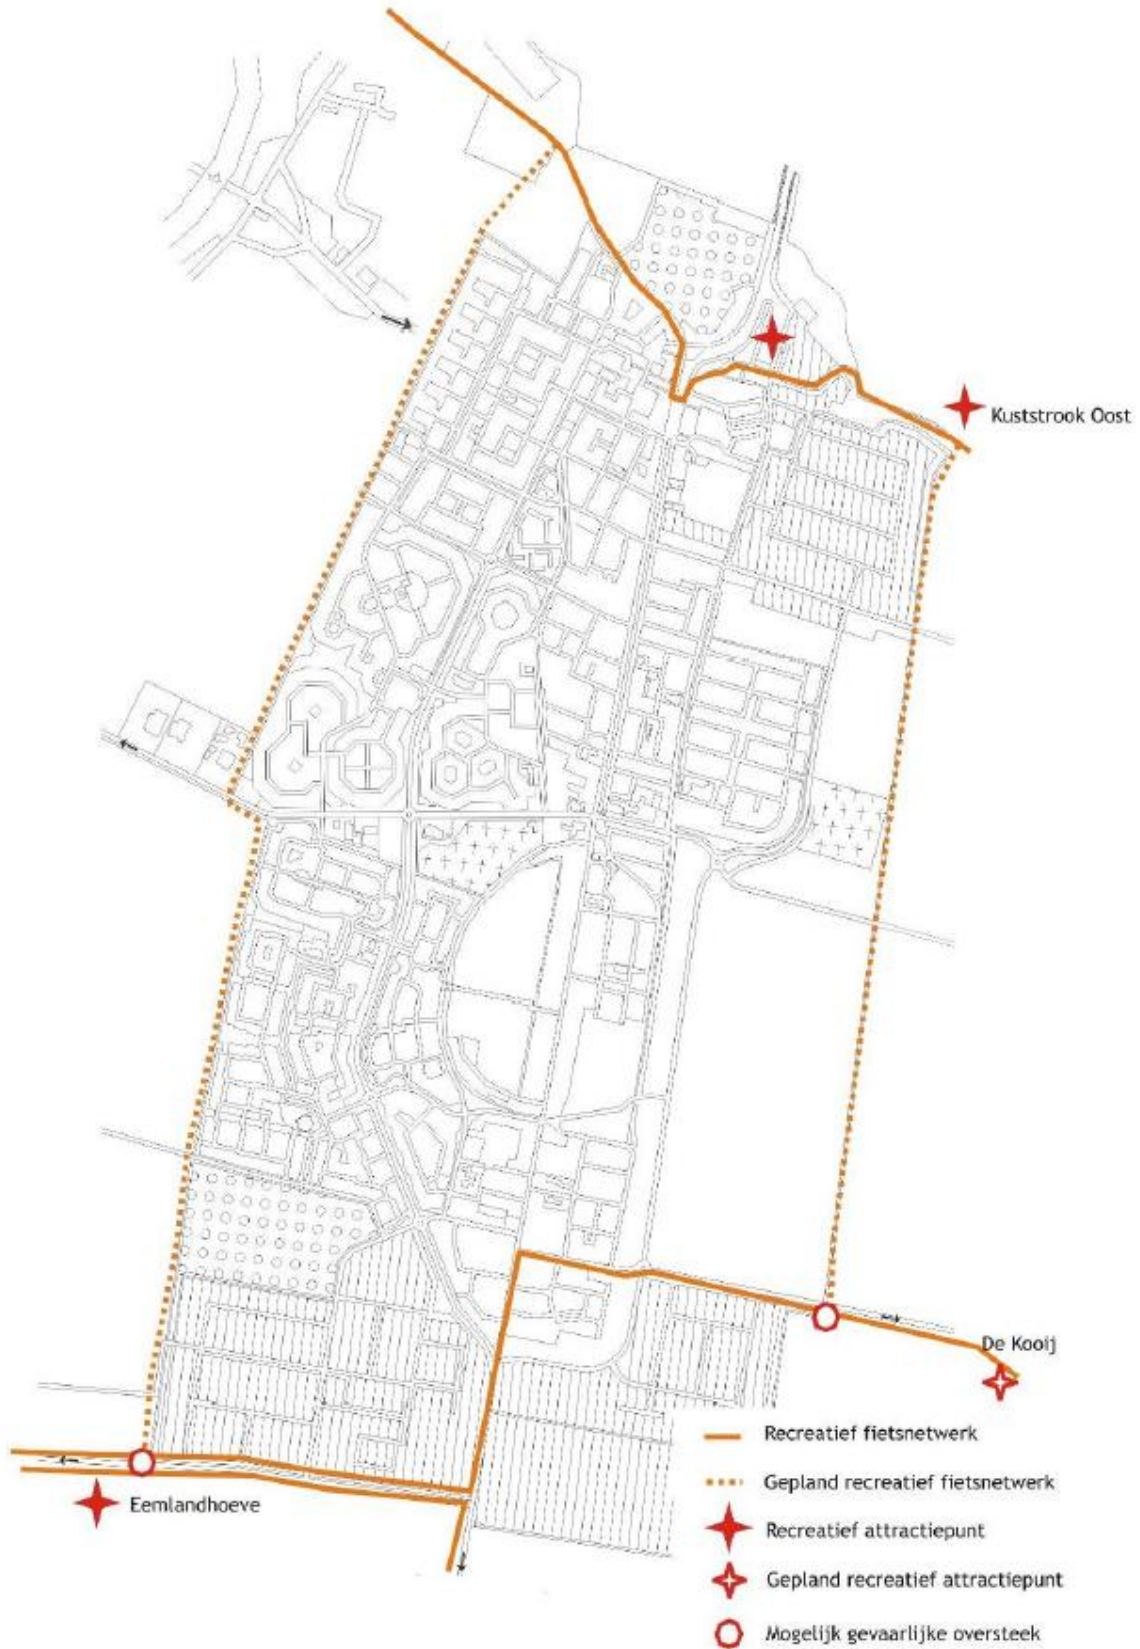 Kuststrook Oost
De Kooij
Eemlandhoeve
Recreatief fietsnetwerk
Gepland recreatief fietsnetwerk
Recreatief attractiepunt
Gepland recreatief attractiepunt
Mogelijk gevaarlijke oversteek